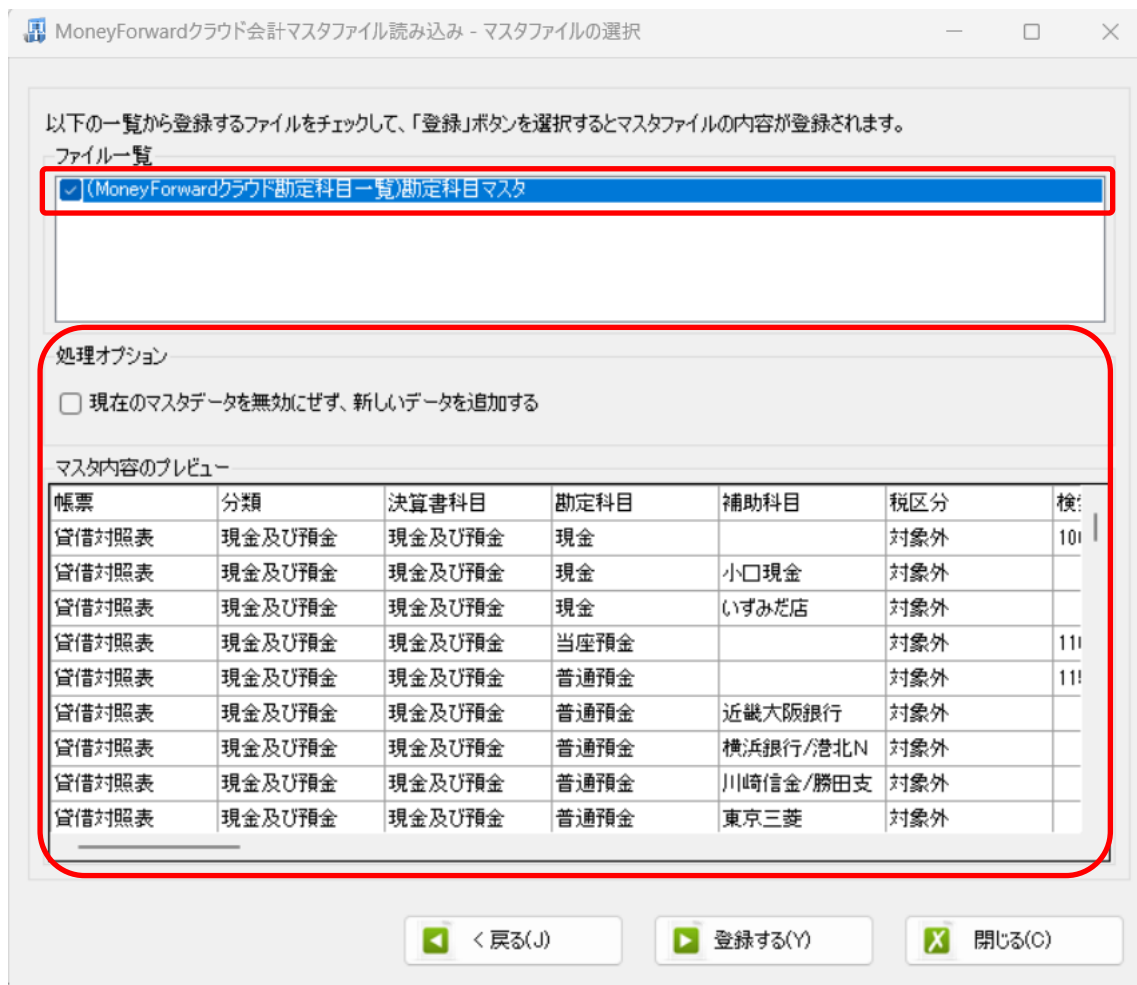 MoneyForwardクラウド会計マスタファイル読み込み - マスタファイルの選択
以下の一覧から登録するファイルをチェックして、「登録」ボタンを選択するとマスタファイルの内容が登録されます。
ファイル一覧
(MoneyForwardクラウド勘定科目一覧)勘定科目マスタ
処理オプション
現在のマスタデータを無効にぜず、新しいデータを追加する
マスタ内容のプレビュー
帳票 分類 決算書科目 勘定科目 補助科目 税区分
貸借対照表 現金及び預金 現金及び預金 現金 対象外
貸借対照表 現金及び預金 現金及び預金 現金 小口現金 対象外
貸借対照表 現金及び預金 現金及び預金 現金 いずみだ店 対象外
貸借対照表 現金及び預金 現金及び預金 当座預金 対象外
貸借対照表 現金及び預金 現金及び預金 普通預金 対象外
貸借対照表 現金及び預金 現金及び預金 普通預金 近畿大阪銀行 対象外
貸借対照表 現金及び預金 現金及び預金 普通預金 横浜銀行/港北N 対象外
貸借対照表 現金及び預金 現金及び預金 普通預金 川崎信金/勝田支 対象外
貸借対照表 現金及び預金 現金及び預金 普通預金 東京三菱 対象外
< 戻る(J) 登録する(Y) 閉じる(C)